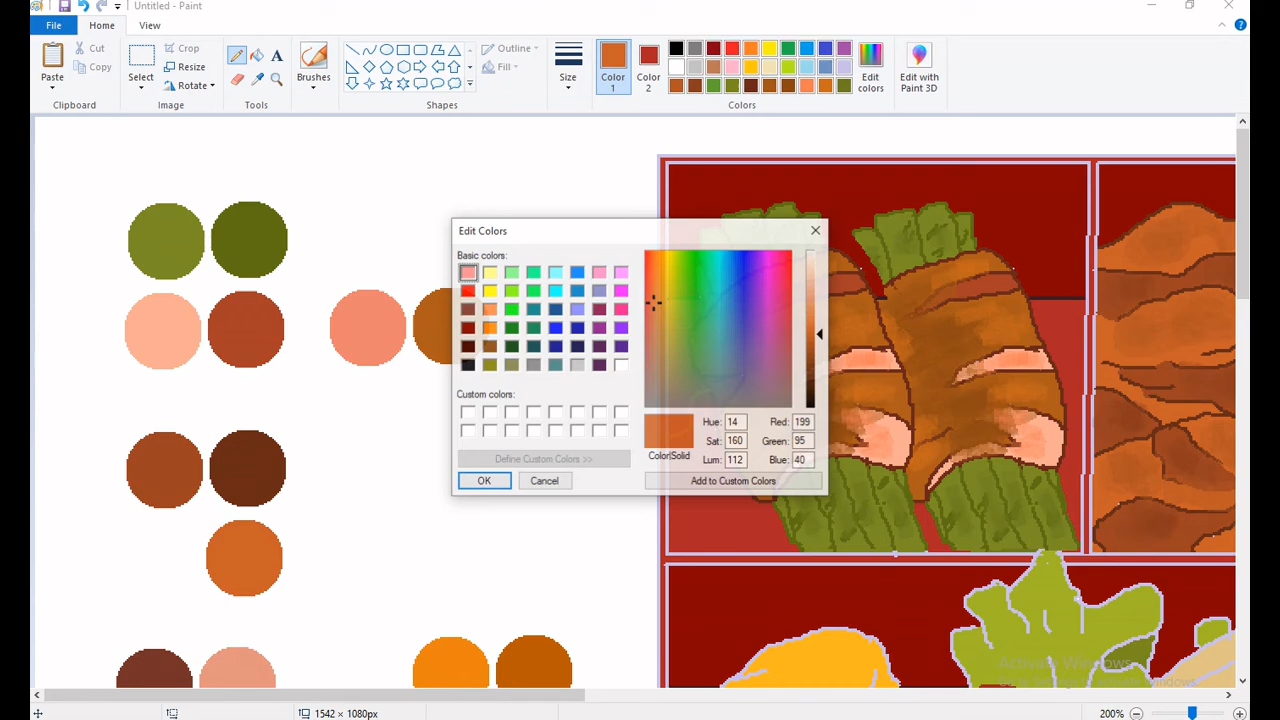 Untitled - Paint
File
Home
View
Paste
Cut
Copy
Clipboard
Select
Crop
Resize
Rotate
Image
A
Tools
Brushes
Outline
Fill
Shapes
Size
Color 1
Color 2
Edit colors
Edit with Paint 3D
Colors
Edit Colors
Basic colors:
Custom colors:
Define Custom Colors >>
OK
Cancel
Color|Solid
Hue: 14
Sat: 160
Lum: 112
Red: 199
Green: 95
Blue: 40
Add to Custom Colors
Activate Windows
1542 × 1080px
200%